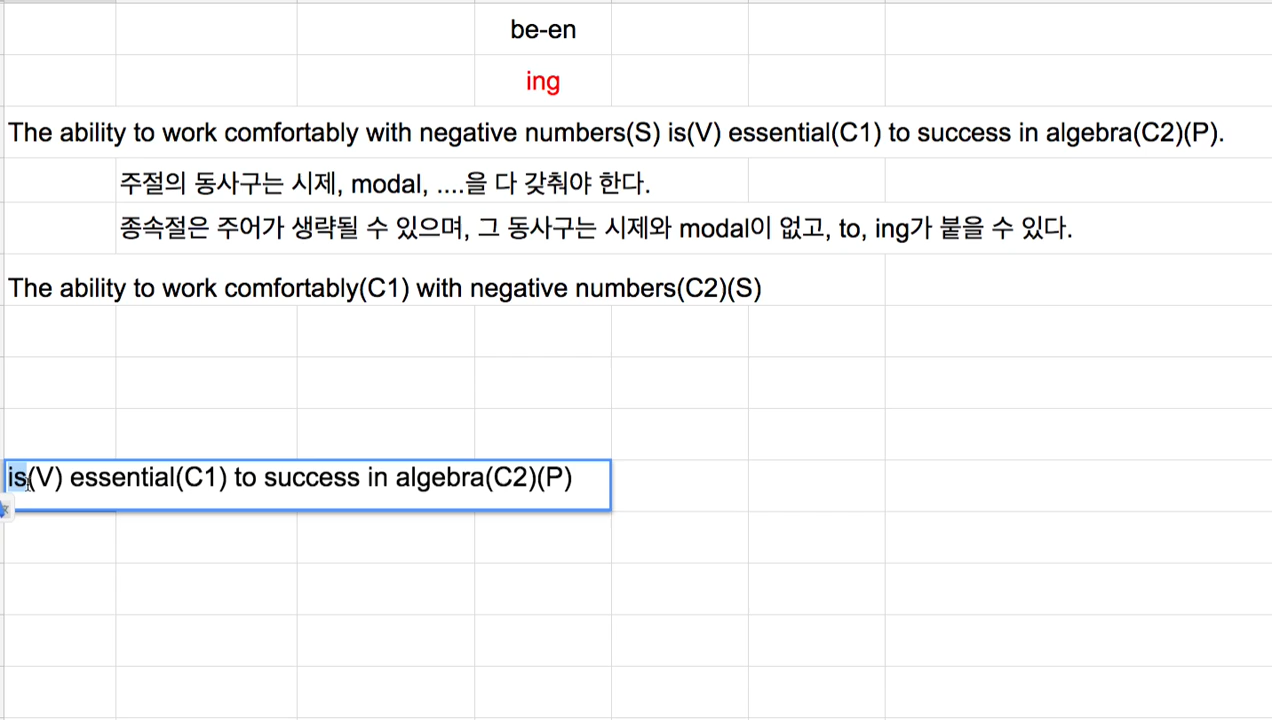 be-en
ing
The ability to work comfortably with negative numbers(S) is(V) essential(C1) to success in algebra(C2)(P).
주절의 동사구는 시제, modal, ....을 다 갖춰야 한다.
종속절은 주어가 생략될 수 있으며, 그 동사구는 시제와 modal이 없고, to, ing가 붙을 수 있다.
The ability to work comfortably(C1) with negative numbers(C2)(S)
is(V) essential(C1) to success in algebra(C2)(P)